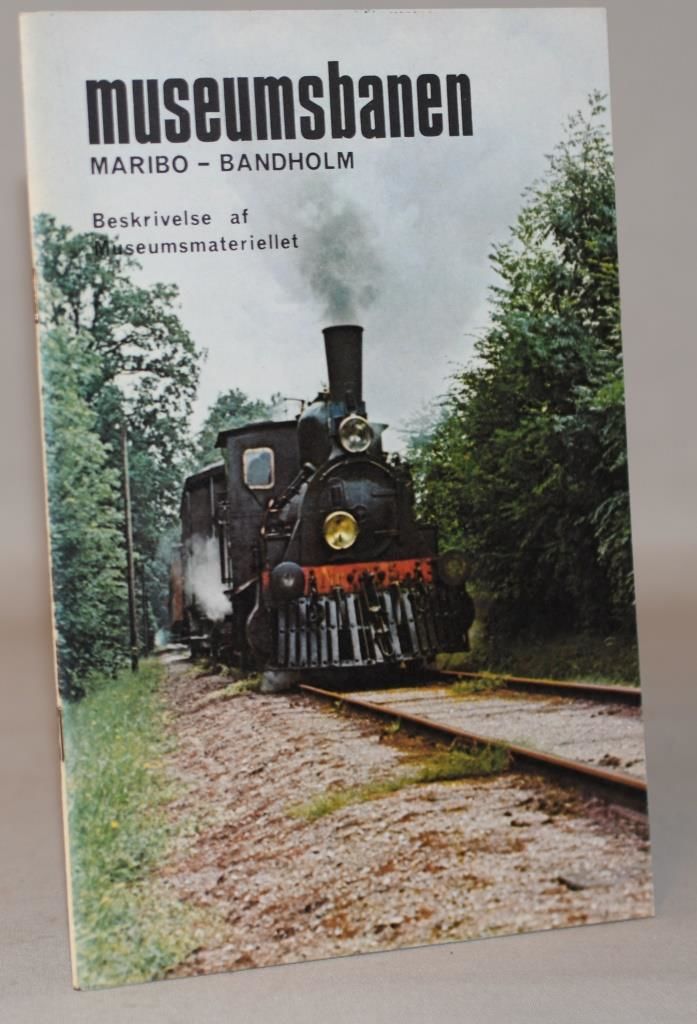 museumsbanen
MARIBO – BANDHOLM
Beskrivelse af
Museumsmateriellet